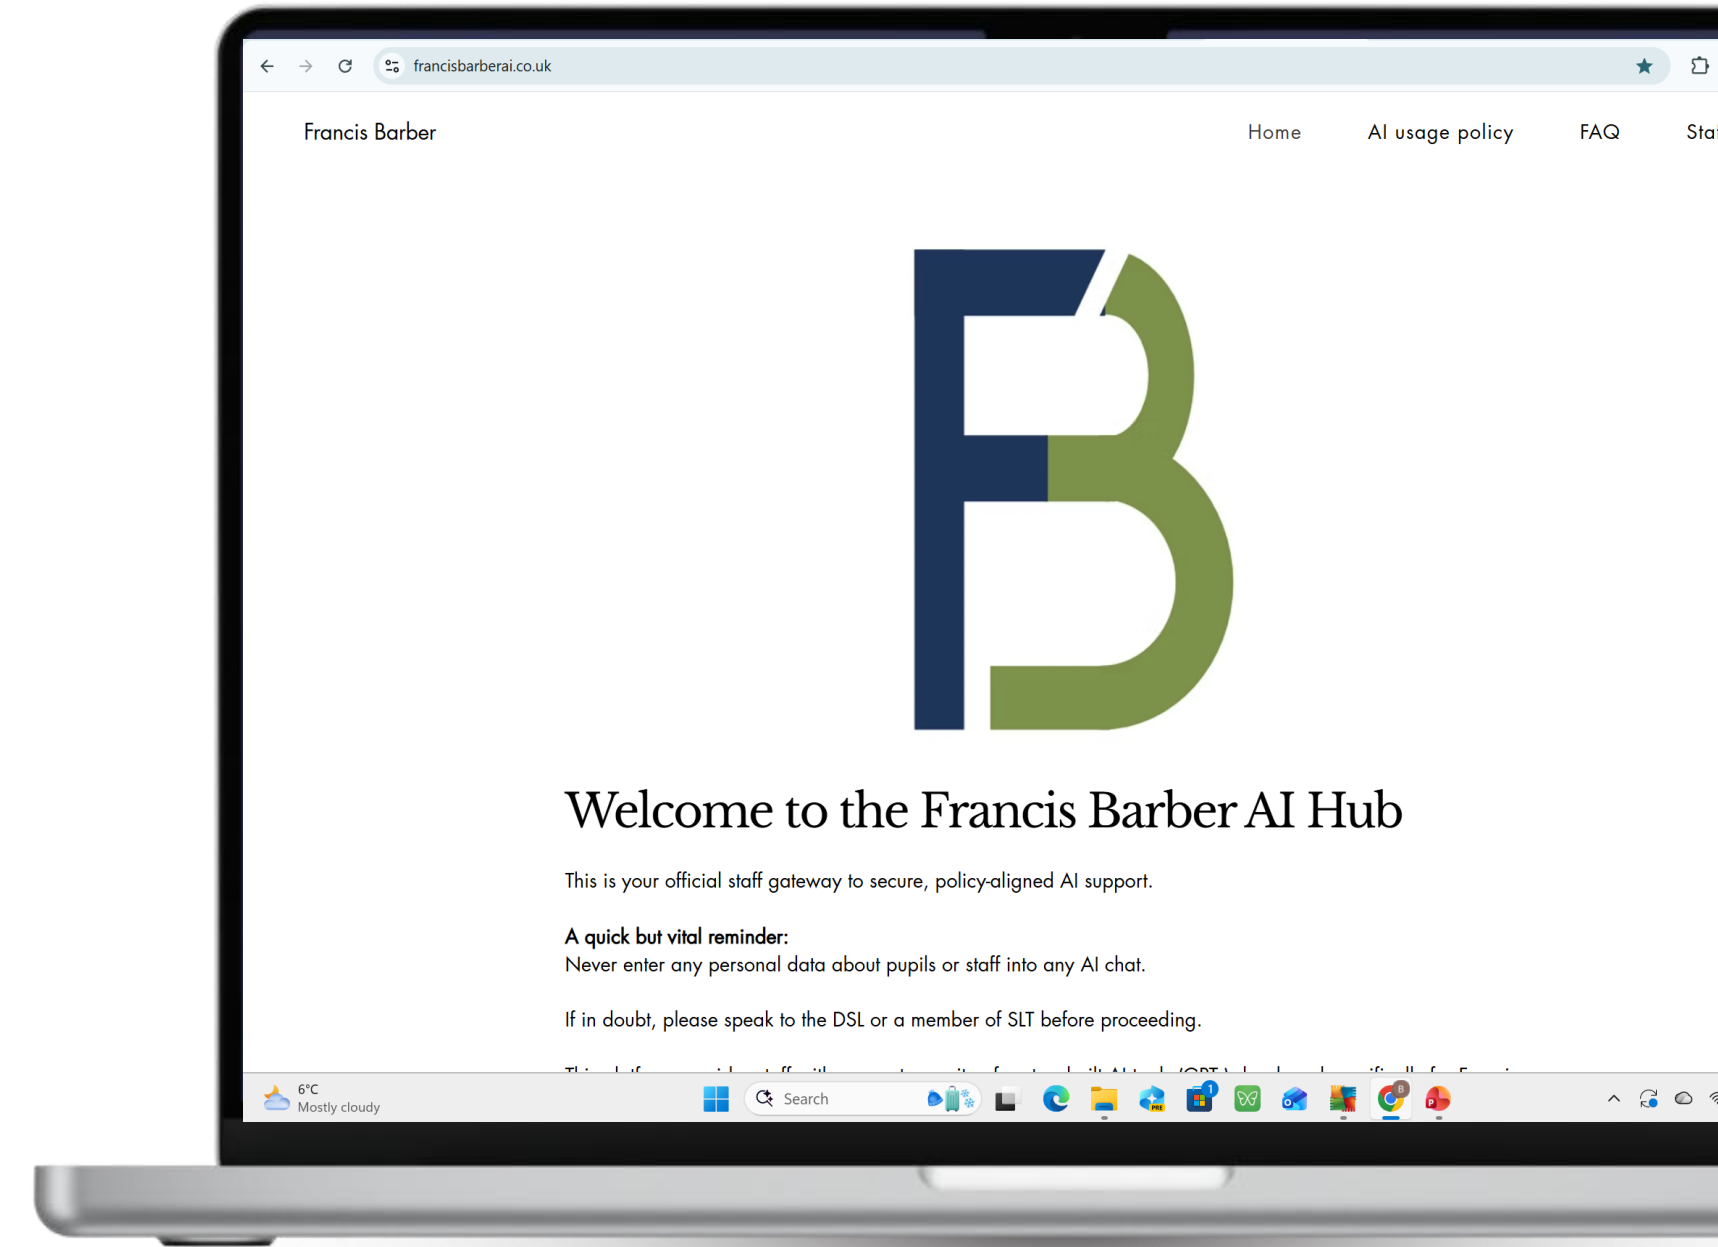 francisbarberai.co.uk
Francis Barber
Home
AI usage policy
FAQ
FB
Welcome to the Francis Barber AI Hub
This is your official staff gateway to secure, policy-aligned AI support.
A quick but vital reminder:
Never enter any personal data about pupils or staff into any AI chat.
If in doubt, please speak to the DSL or a member of SLT before proceeding.
6°C
Mostly cloudy
Search
PRE
1
B
P